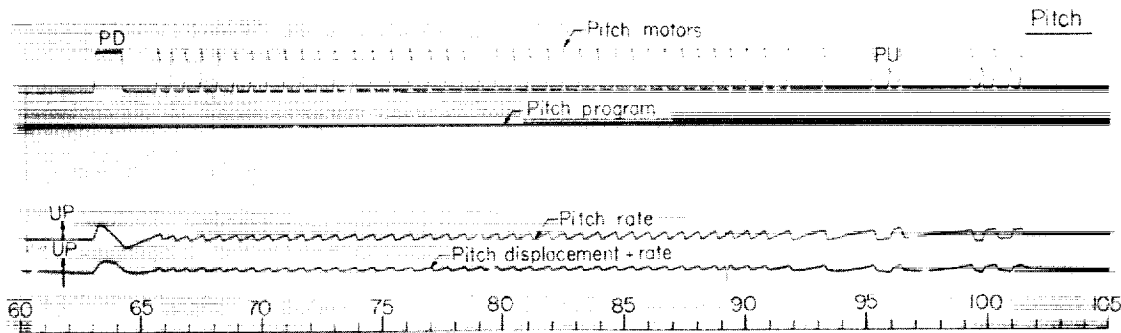 Pitch
Pitch motors
PD
PU
Pitch program
UP
Pitch rate
UP
Pitch displacement + rate
60 65 70 75 80 85 90 95 100 105